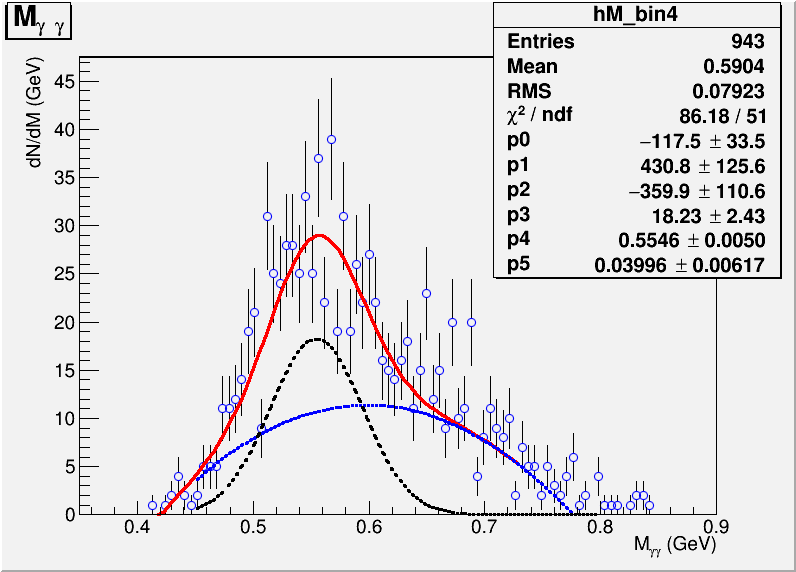 M γ γ
hM_bin4
Entries 943
Mean 0.5904
RMS 0.07923
χ² / ndf 86.18 / 51
p0 −117.5 ± 33.5
p1 430.8 ± 125.6
p2 −359.9 ± 110.6
p3 18.23 ± 2.43
p4 0.5546 ± 0.0050
p5 0.03996 ± 0.00617
dN/dM (GeV)
45
40
35
30
25
20
15
10
5
0
0.4 0.5 0.6 0.7 0.8 0.9
Mγγ (GeV)